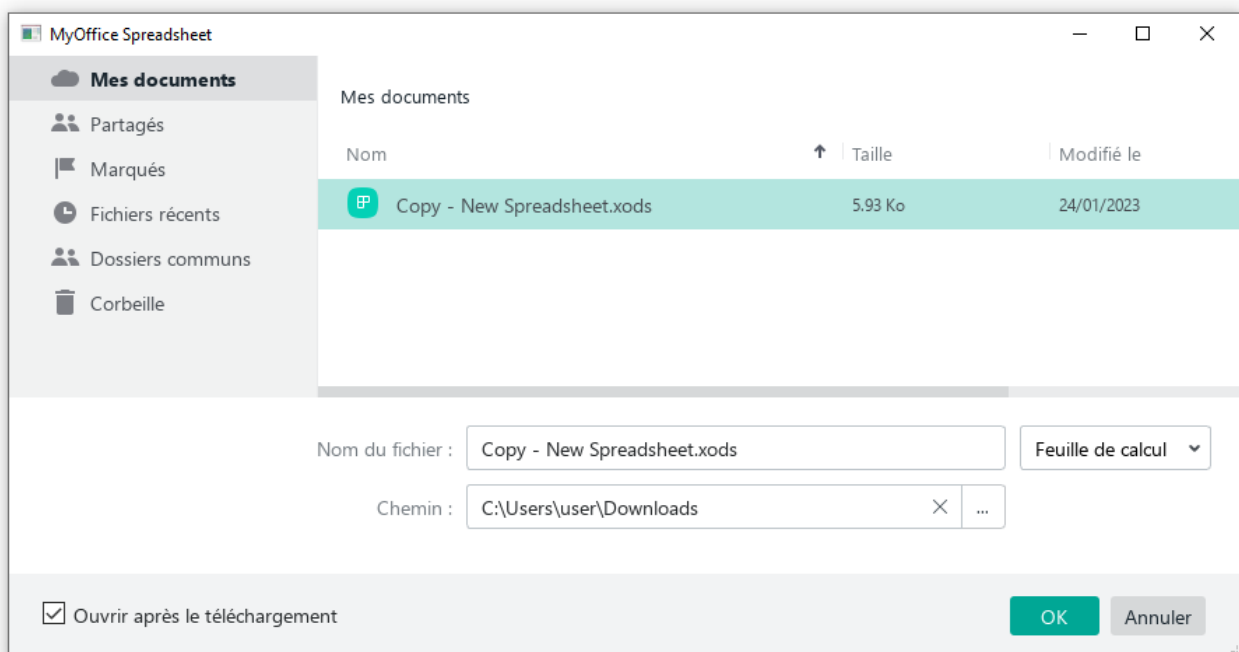 MyOffice Spreadsheet
Mes documents
Partagés
Marqués
Fichiers récents
Dossiers communs
Corbeille
Mes documents
Nom Taille Modifié le
Copy - New Spreadsheet.xods 5.93 Ko 24/01/2023
Nom du fichier : Copy - New Spreadsheet.xods Feuille de calcul
Chemin : C:\Users\user\Downloads ...
Ouvrir après le téléchargement OK Annuler